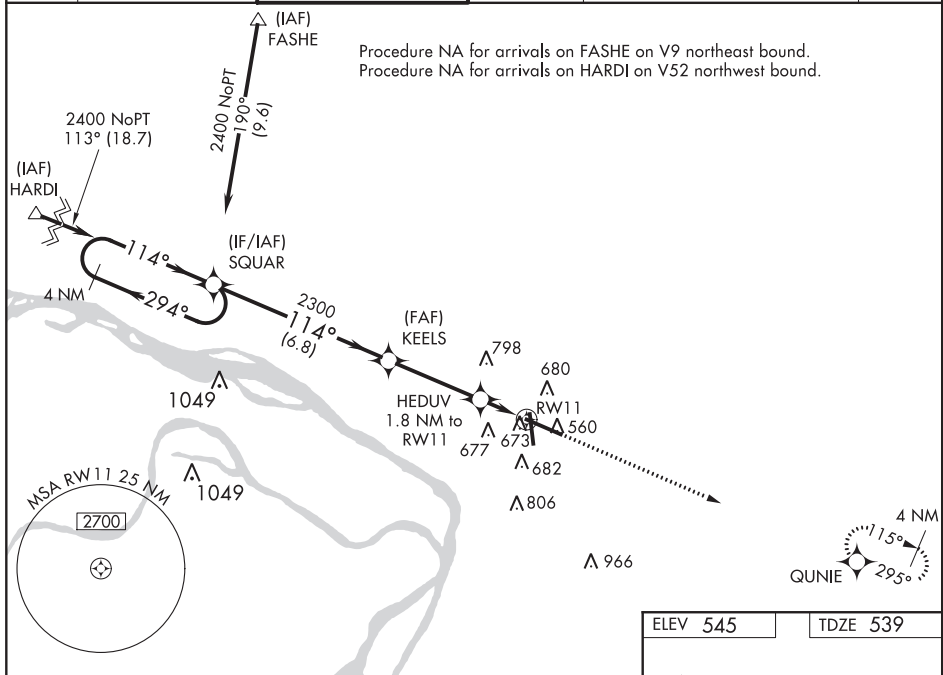 (IAF)
FASHE
Procedure NA for arrivals on FASHE on V9 northeast bound.
Procedure NA for arrivals on HARDI on V52 northwest bound.
2400 NoPT
190°
(9.6)
2400 NoPT
113° (18.7)
(IAF)
HARDI
(IF/IAF)
SQUAR
114°
294°
4 NM
2300
114°
(6.8)
(FAF)
KEELS
798
680
HEDUV
1.8 NM to
RW11
RW11
560
677
673
682
806
966
1049
1049
MSA RW11 25 NM
2700
4 NM
115°
295°
QUNIE
ELEV 545
TDZE 539